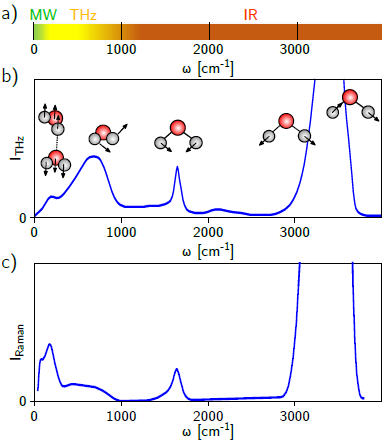 a) MW THz IR
0 1000 2000 3000
ω [cm⁻¹]
b)
I_THz
0
0 1000 2000 3000
ω [cm⁻¹]
c)
I_Raman
0
0 1000 2000 3000
ω [cm⁻¹]